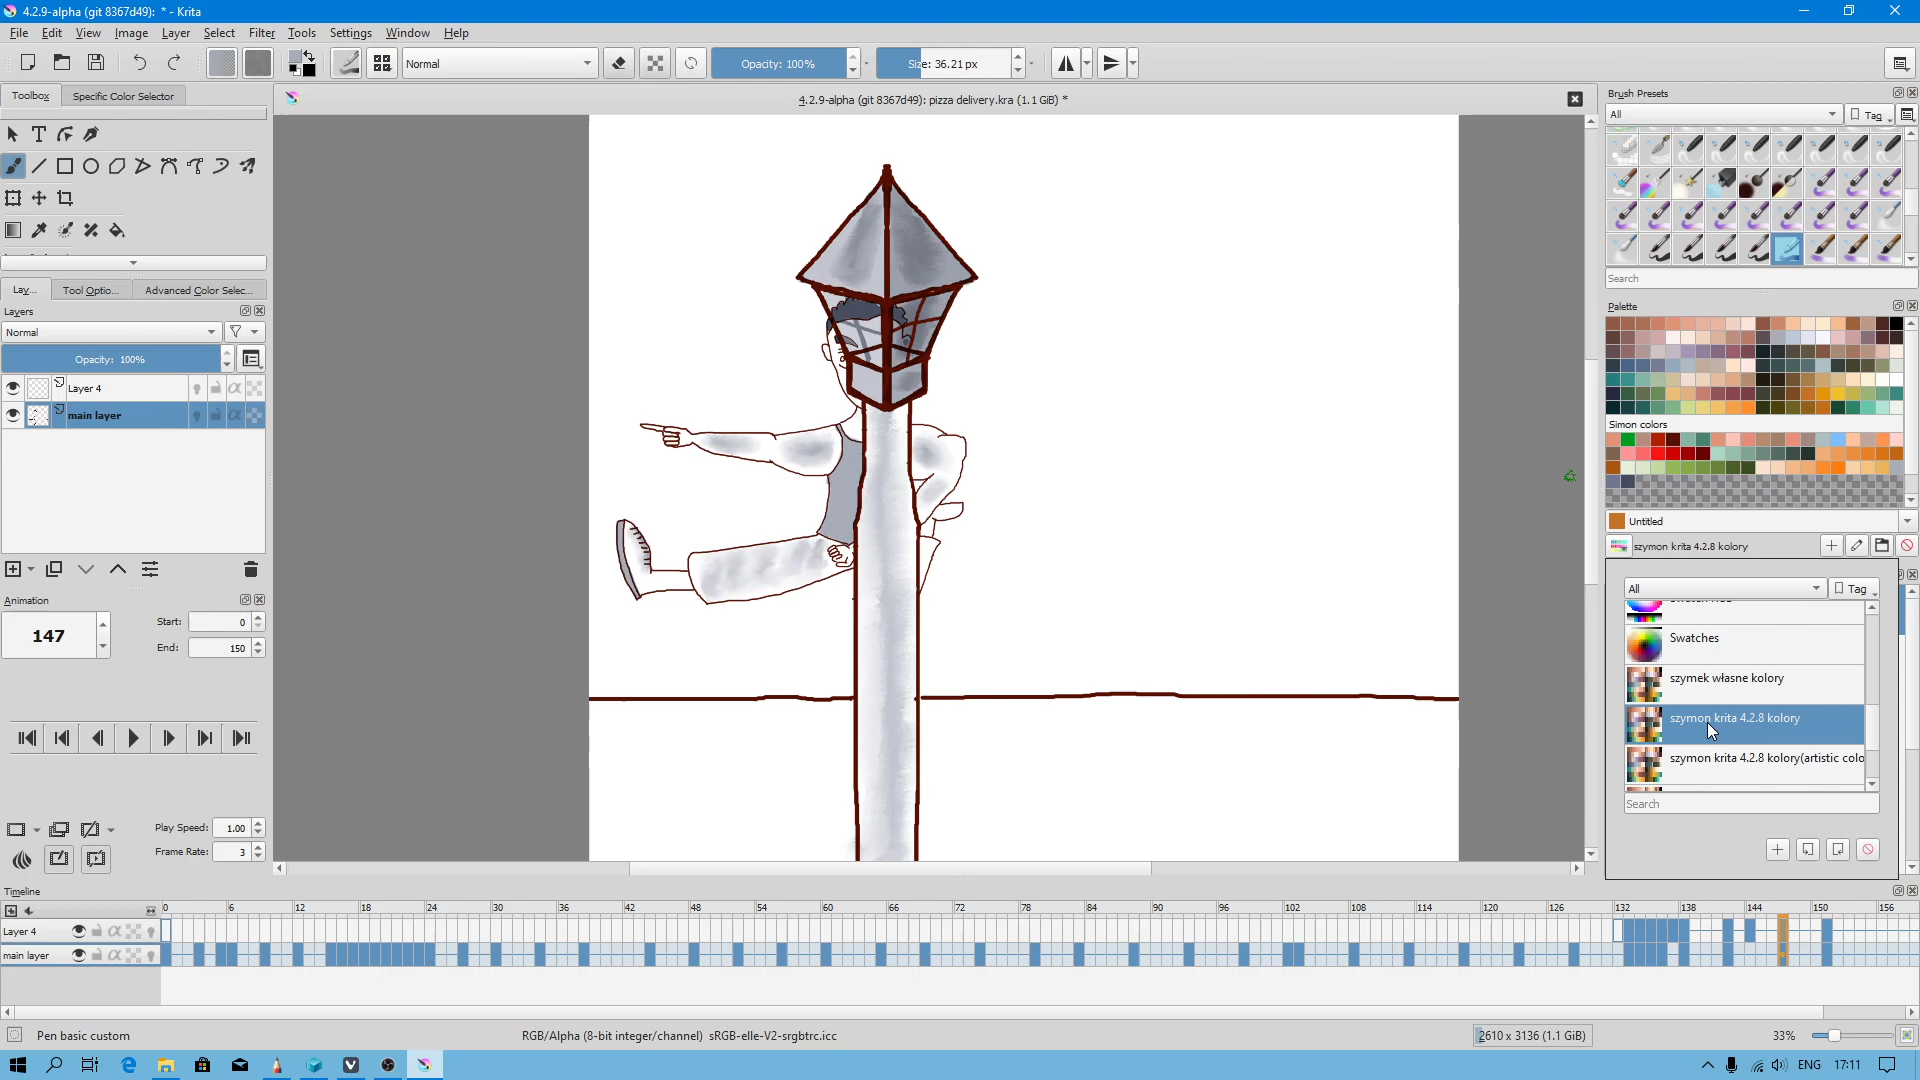 4.2.9-alpha (git 8367d49):  * - Krita
File Edit View Image Layer Select Filter Tools Settings Window Help
Normal
Opacity: 100%
Size: 36.21 px
Toolbox
Specific Color Selector
4.2.9-alpha (git 8367d49): pizza delivery.kra (1.1 GiB) *
Brush Presets
All
Tag
Search
Lay...
Tool Optio...
Advanced Color Selec...
Layers
Normal
Opacity: 100%
Layer 4
main layer
Palette
Simon colors
Untitled
szymon krita 4.2.8 kolory
All
Tag
Swatches
szymek własne kolory
szymon krita 4.2.8 kolory
szymon krita 4.2.8 kolory(artistic colo
Search
Animation
147
Start: 0
End: 150
Play Speed: 1.00
Frame Rate: 3
Timeline
0 6 12 18 24 30 36 42 48 54 60 66 72 78 84 90 96 102 108 114 120 126 132 138 144 150 156
Layer 4
main layer
Pen basic custom
RGB/Alpha (8-bit integer/channel)  sRGB-elle-V2-srgbtrc.icc
2610 x 3136 (1.1 GiB)
33%
ENG
17:11